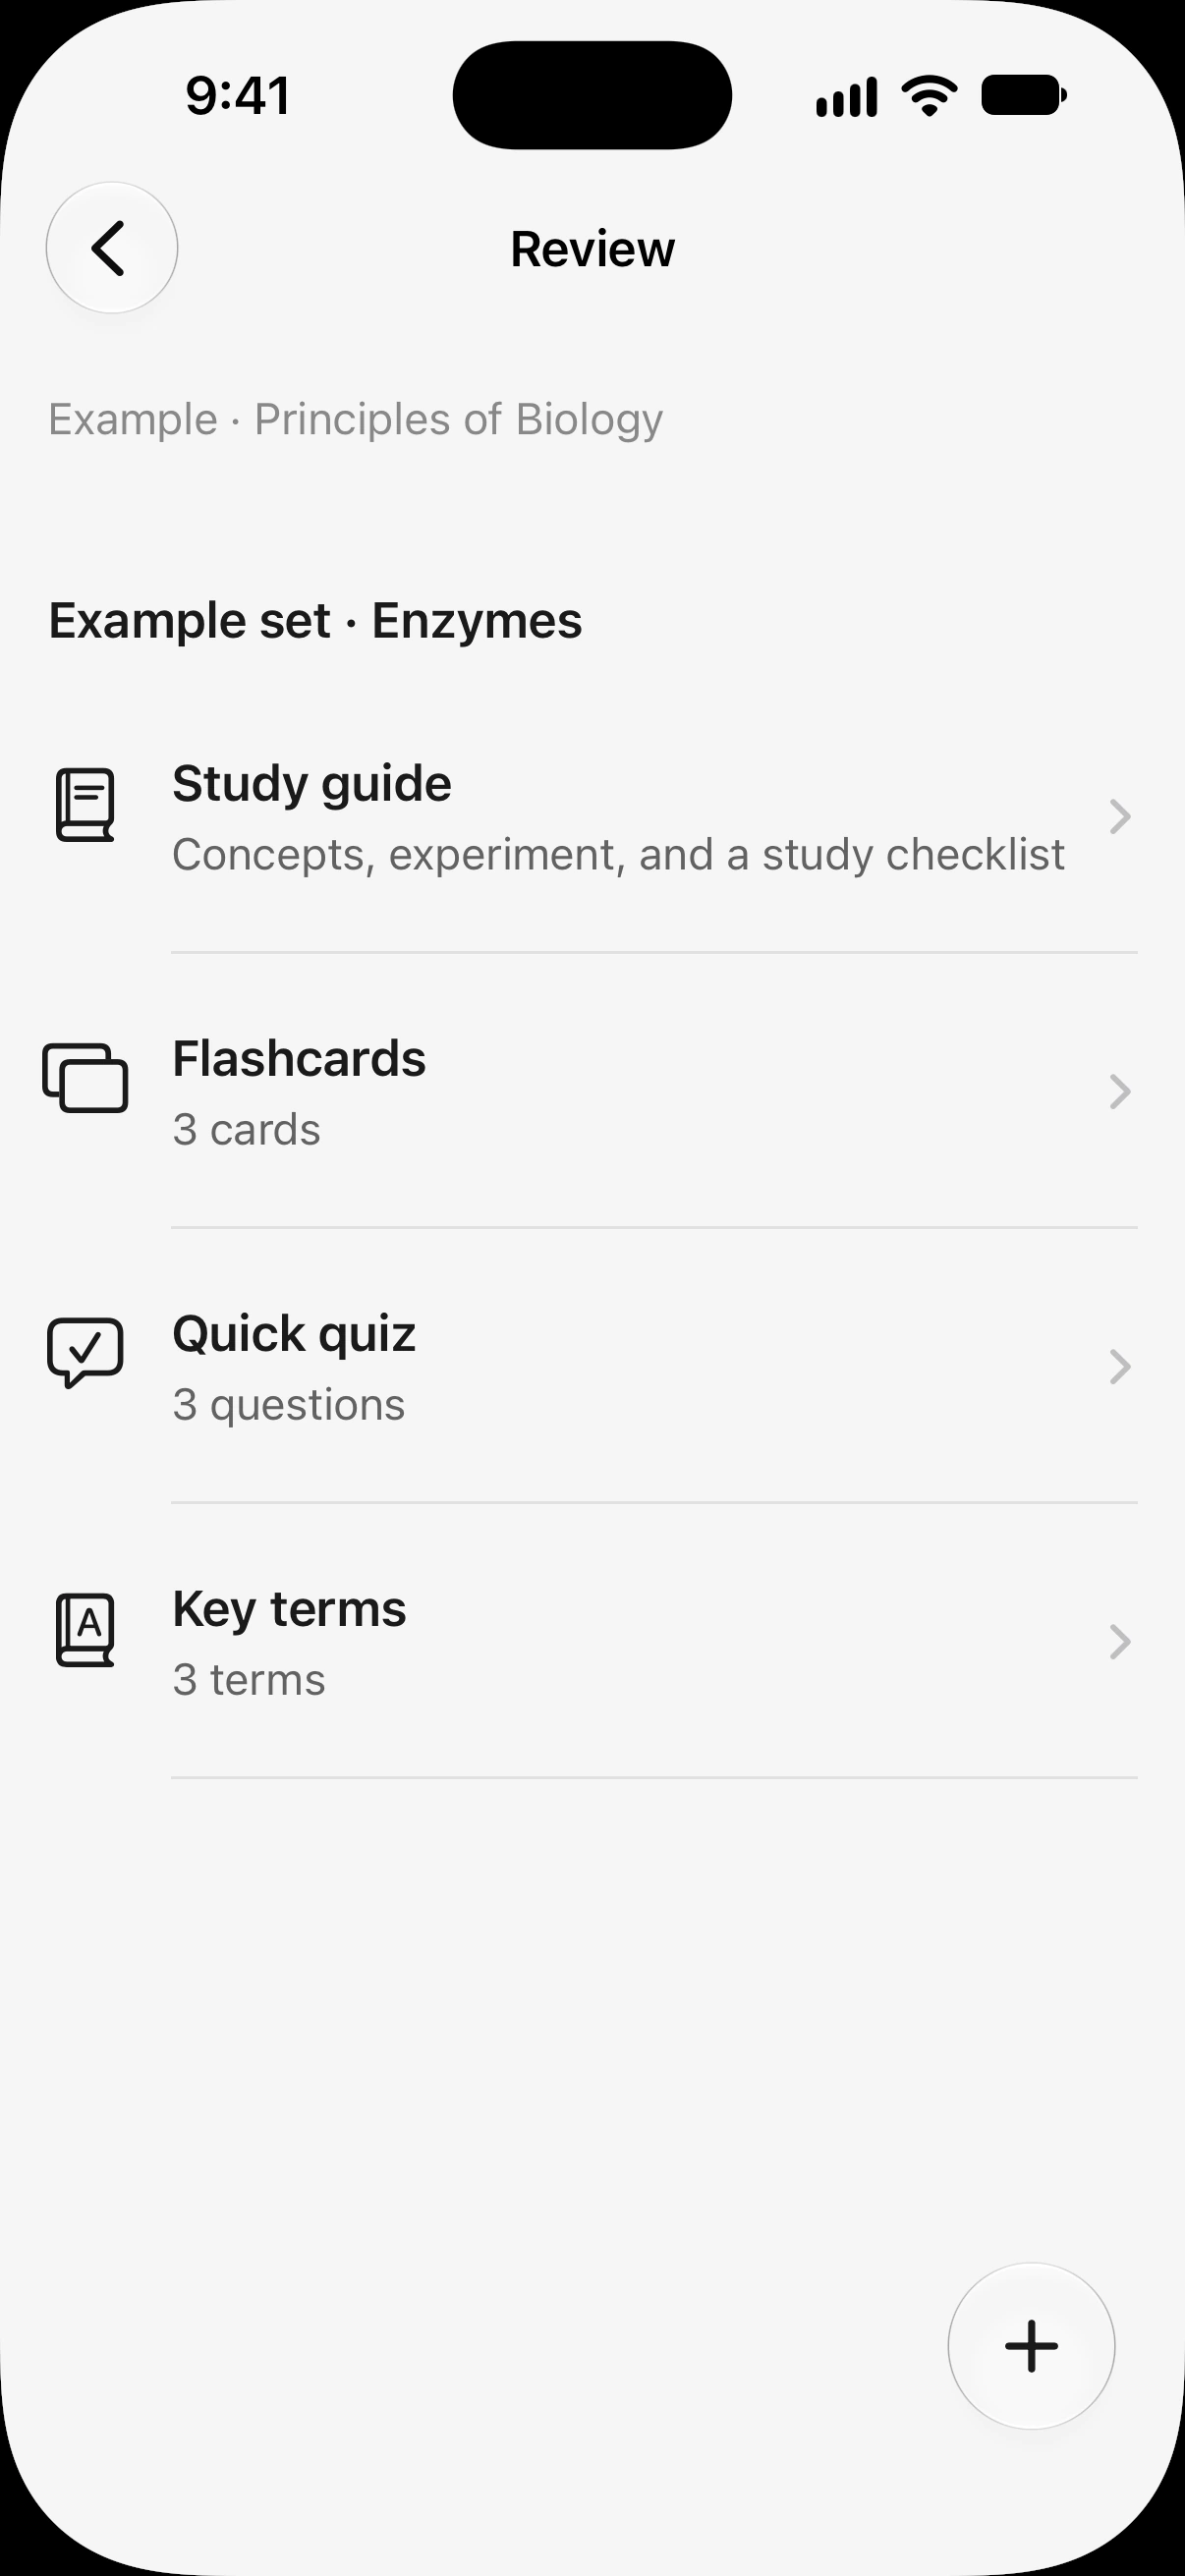 9:41
Review
Example · Principles of Biology
Example set · Enzymes
Study guide
Concepts, experiment, and a study checklist
Flashcards
3 cards
Quick quiz
3 questions
A
Key terms
3 terms